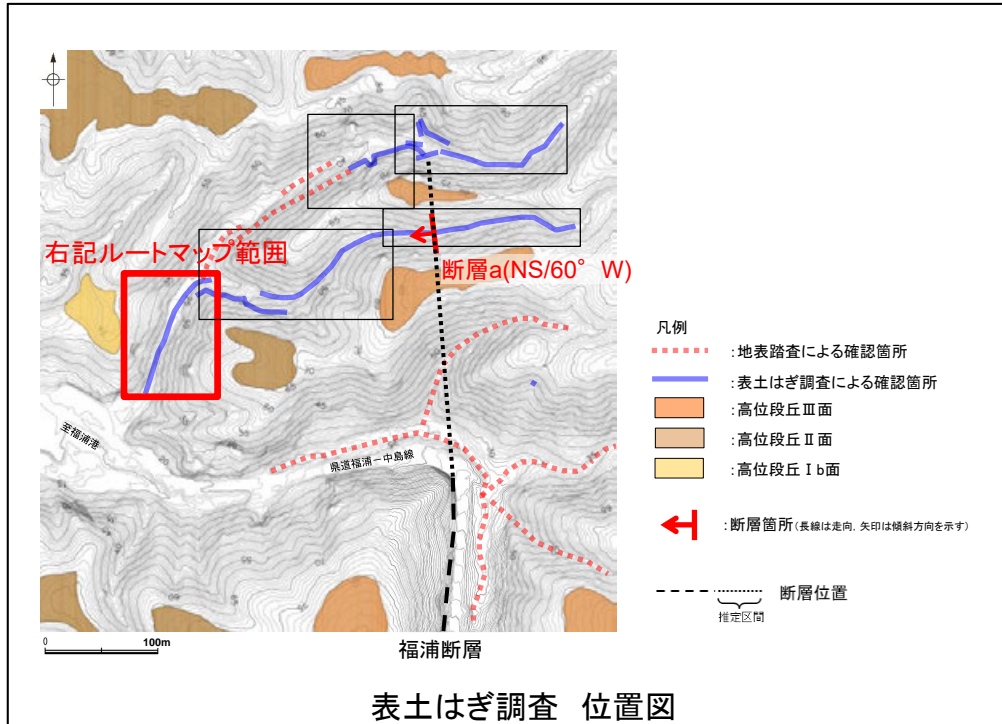 右記ルートマップ範囲
断層a(NS/60°W)
至福浦港
県道福浦－中島線
0 100m
福浦断層
凡例
:地表踏査による確認箇所
:表土はぎ調査による確認箇所
:高位段丘Ⅲ面
:高位段丘Ⅱ面
:高位段丘Ⅰb面
:断層箇所(長線は走向,矢印は傾斜方向を示す)
断層位置
推定区間
表土はぎ調査 位置図